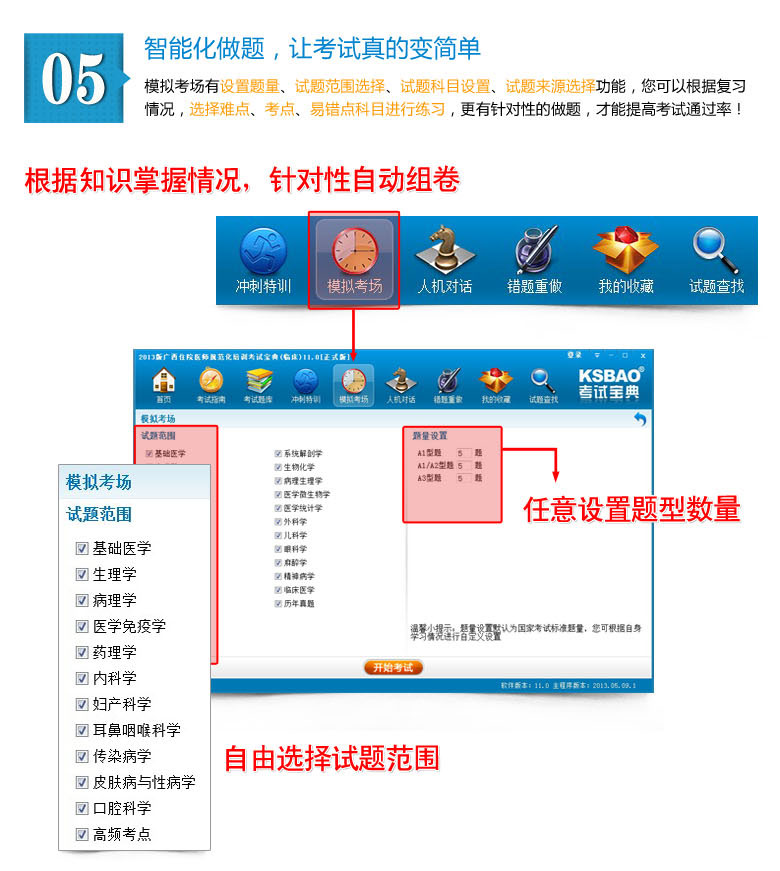 05
智能化做题，让考试真的变简单
模拟考场有设置题量、试题范围选择、试题科目设置、试题来源选择功能，您可以根据复习
情况，选择难点、考点、易错点科目进行练习，更有针对性的做题，才能提高考试通过率！
根据知识掌握情况，针对性自动组卷
冲刺特训 模拟考场 人机对话 错题重做 我的收藏 试题查找
2013版广西住院医师规范化培训考试宝典(临床)11.0[正式版] 登录
首页 考试指南 考试题库 冲刺特训 模拟考场 人机对话 错题重做 我的收藏 试题查找
KSBAO®
考试宝典
模拟考场
试题范围
基础医学
系统解剖学
生物化学
病理生理学
医学微生物学
医学统计学
外科学
儿科学
眼科学
麻醉学
精神病学
临床医学
历年真题
题量设置
A1型题 5 题
A1/A2型题 5 题
A3型题 5 题
任意设置题型数量
温馨小提示：题量设置默认为国家考试标准题量，您可根据自身
学习情况进行自定义设置
开始考试
软件版本：11.0 主程序版本：2013.05.09.1
模拟考场
试题范围
基础医学
生理学
病理学
医学免疫学
药理学
内科学
妇产科学
耳鼻咽喉科学
传染病学
皮肤病与性病学
口腔科学
高频考点
自由选择试题范围